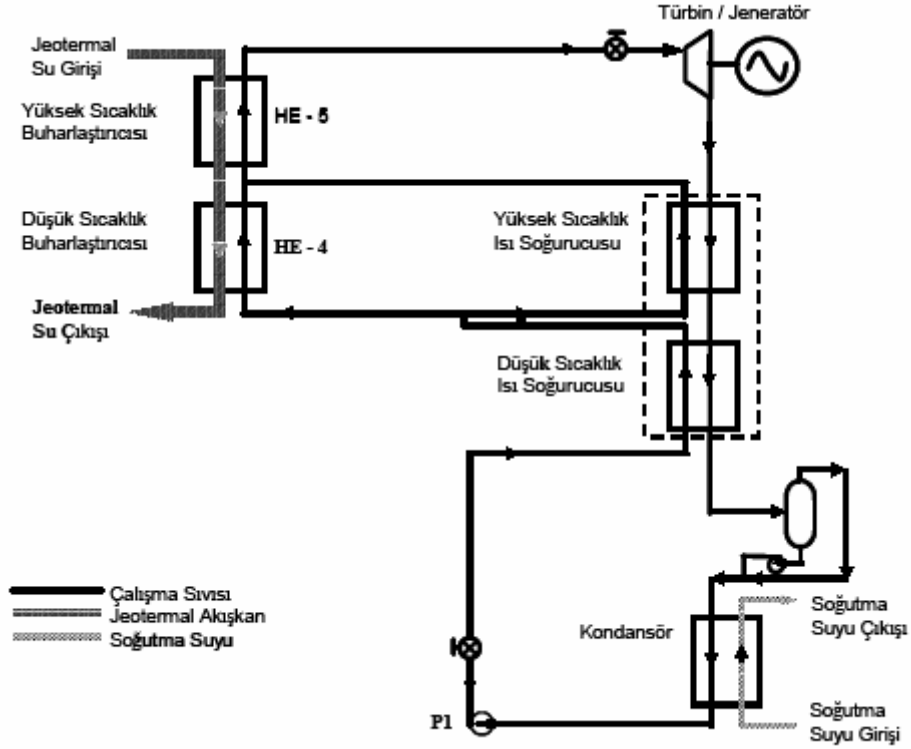 Türbin / Jeneratör
Jeotermal
Su Girişi
Yüksek Sıcaklık
Buharlaştırıcısı
HE - 5
Düşük Sıcaklık
Buharlaştırıcısı
HE - 4
Yüksek Sıcaklık
Isı Soğurucusu
Jeotermal
Su Çıkışı
Düşük Sıcaklık
Isı Soğurucusu
Çalışma Sıvısı
Jeotermal Akışkan
Soğutma Suyu
Kondansör
Soğutma
Suyu Çıkışı
P1
Soğutma
Suyu Girişi